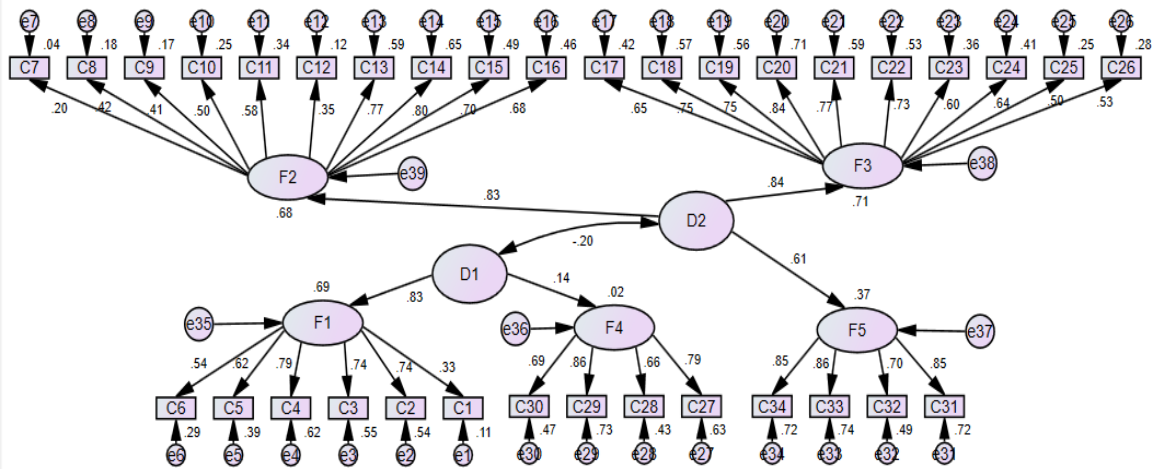 e7 e8 e9 e10 e11 e12 e13 e14 e15 e16 e17 e18 e19 e20 e21 e22 e23 e24 e25 e26
.04 .18 .17 .25 .34 .12 .59 .65 .49 .46 .42 .57 .56 .71 .59 .53 .36 .41 .25 .28
C7 C8 C9 C10 C11 C12 C13 C14 C15 C16 C17 C18 C19 C20 C21 C22 C23 C24 C25 C26
.20 .42 .41 .50 .58 .35 .77 .80 .70 .68 .65 .75 .75 .84 .77 .73 .60 .64 .50 .53
F2 e39 F3 e38
.83 .84
.68 .71
D2
-.20
D1 .61
.69 .83 .14 .02 .37
F1 F4 F5
e35 e36 e37
.54 .62 .79 .74 .74 .33 .69 .86 .66 .79 .85 .86 .70 .85
C6 C5 C4 C3 C2 C1 C30 C29 C28 C27 C34 C33 C32 C31
.29 .39 .62 .55 .54 .11 .47 .73 .43 .63 .72 .74 .49 .72
e6 e5 e4 e3 e2 e1 e30 e29 e28 e27 e34 e33 e32 e31